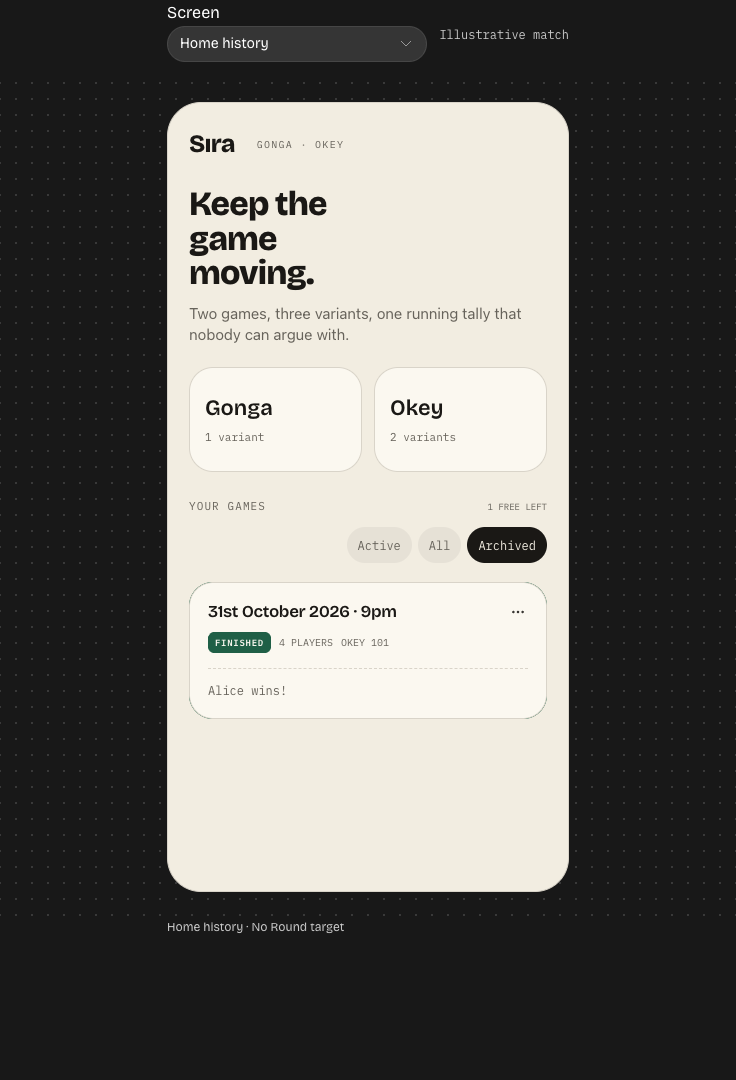 Screen
Home history
Illustrative match
Sıra
GONGA · OKEY
Keep the
game
moving.
Two games, three variants, one running tally that
nobody can argue with.
Gonga
1 variant
Okey
2 variants
YOUR GAMES
1 FREE LEFT
Active
All
Archived
31st October 2026 · 9pm
FINISHED
4 PLAYERS
OKEY 101
Alice wins!
Home history · No Round target